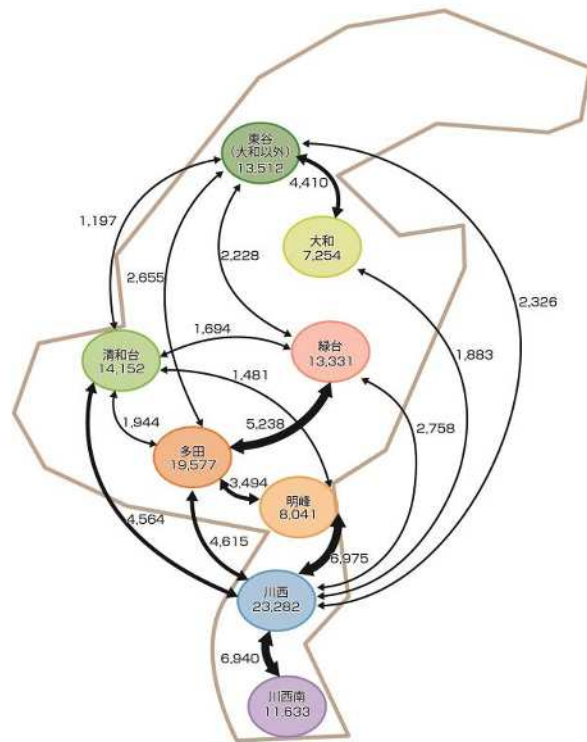 東谷
(大和以外)
13,512
4,410
1,197
大和
7,254
2,228
2,655
2,326
1,694
緑台
13,331
清和台
14,152
1,883
1,481
1,944
5,238
2,758
多田
19,577
3,494
明峰
8,041
4,564
4,615
6,975
川西
23,282
6,940
川西南
11,633